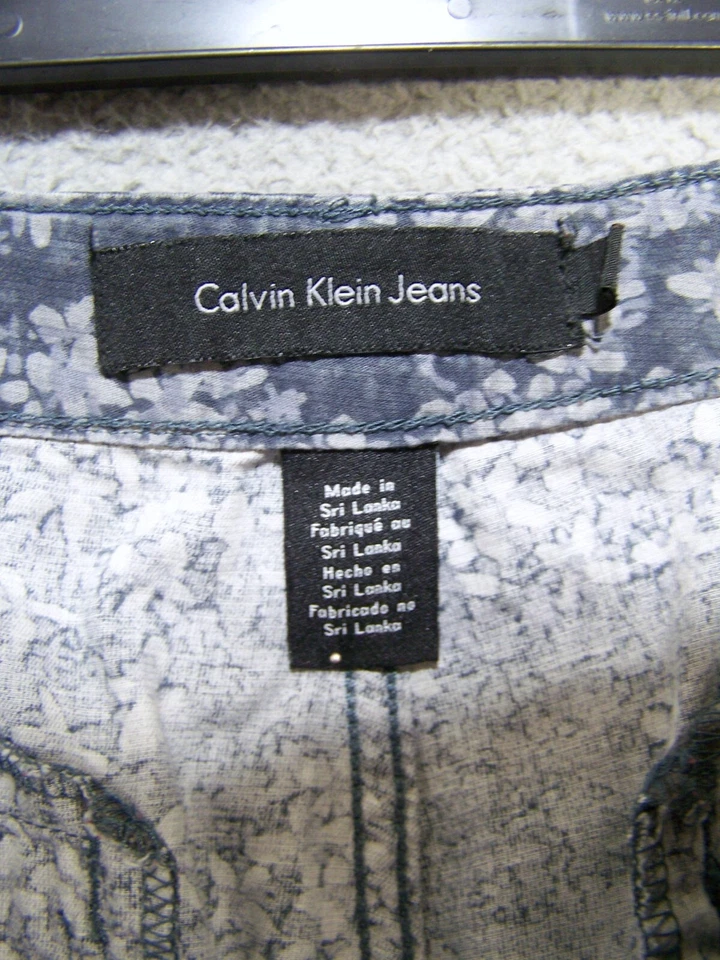 Calvin Klein Jeans
Made in
Sri Lanka
Fabriqué au
Sri Lanka
Hecho en
Sri Lanka
Fabricado no
Sri Lanka